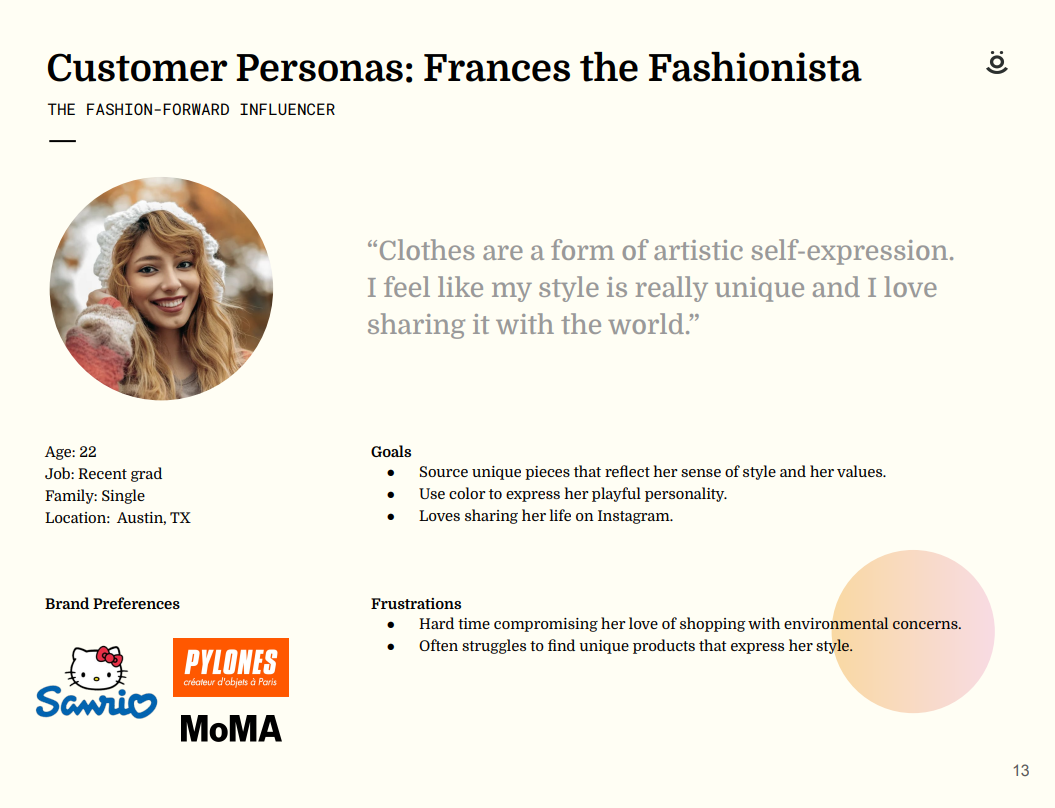 Customer Personas: Frances the Fashionista
THE FASHION-FORWARD INFLUENCER
“Clothes are a form of artistic self-expression.
I feel like my style is really unique and I love
sharing it with the world.”
Age: 22
Job: Recent grad
Family: Single
Location: Austin, TX
Goals
● Source unique pieces that reflect her sense of style and her values.
● Use color to express her playful personality.
● Loves sharing her life on Instagram.
Brand Preferences
Sanrio
PYLONES
créateur d'objets à Paris
MoMA
Frustrations
● Hard time compromising her love of shopping with environmental concerns.
● Often struggles to find unique products that express her style.
13